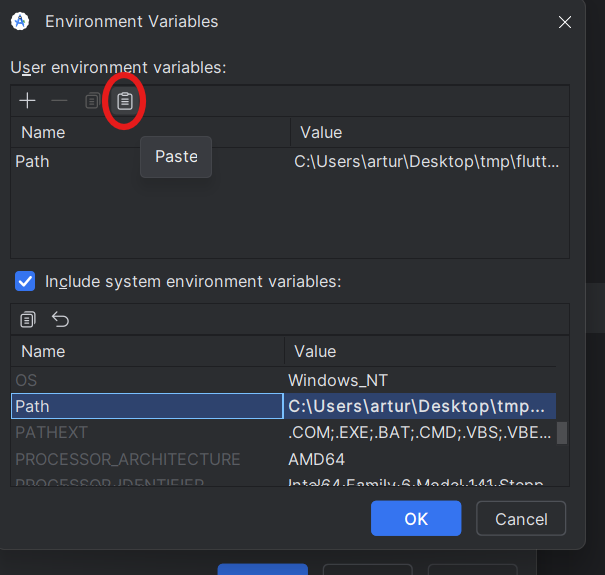 Environment Variables
User environment variables:
Name Value
Paste
Path C:\Users\artur\Desktop\tmp\flutt...
Include system environment variables:
Name Value
OS Windows_NT
Path C:\Users\artur\Desktop\tmp...
PATHEXT .COM;.EXE;.BAT;.CMD;.VBS;.VBE...
PROCESSOR_ARCHITECTURE AMD64
PROCESSOR_IDENTIFIER Intel64 Family 6 Model 141 Stepp
OK Cancel